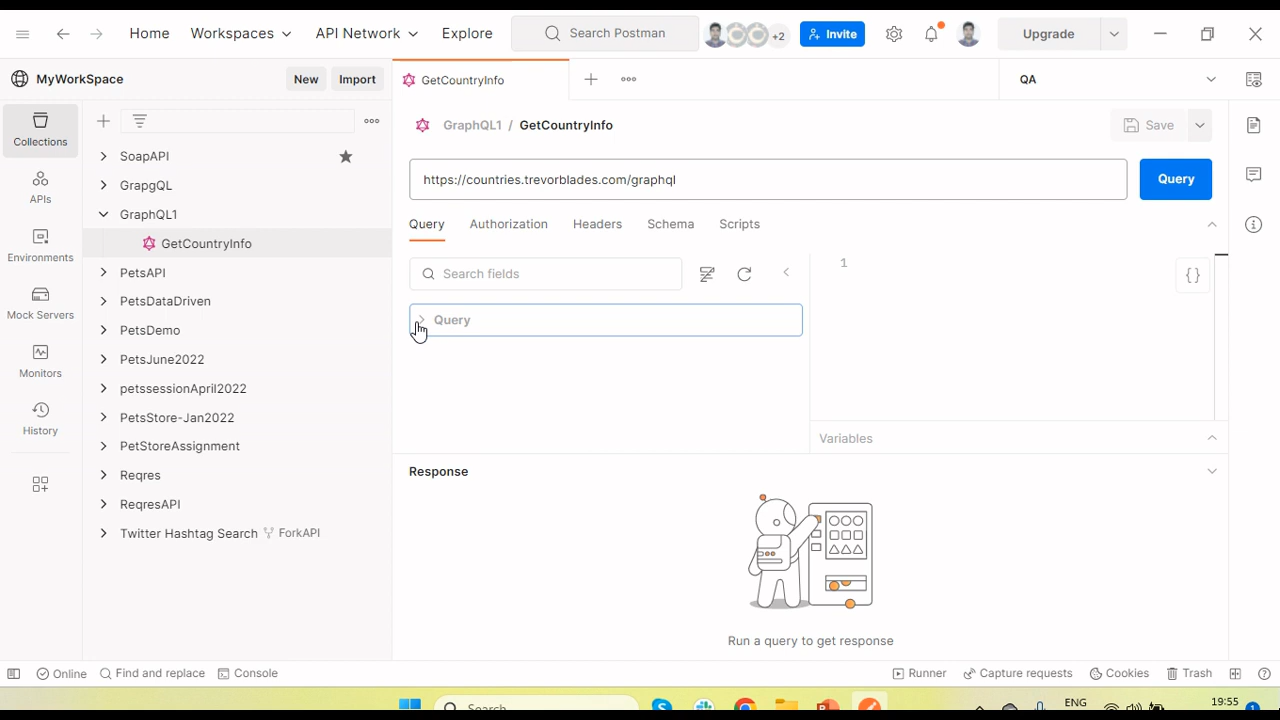 Home Workspaces API Network Explore Search Postman +2 Invite Upgrade
MyWorkSpace New Import GetCountryInfo QA
Collections
APIs
Environments
Mock Servers
Monitors
History
SoapAPI
GrapgQL
GraphQL1
GetCountryInfo
PetsAPI
PetsDataDriven
PetsDemo
PetsJune2022
petssessionApril2022
PetsStore-Jan2022
PetStoreAssignment
Reqres
ReqresAPI
Twitter Hashtag Search ForkAPI
GraphQL1 / GetCountryInfo Save
https://countries.trevorblades.com/graphql Query
Query Authorization Headers Schema Scripts
Search fields 1 {}
Query
Variables
Response
Run a query to get response
Online Find and replace Console Runner Capture requests Cookies Trash
Search ENG 19:55